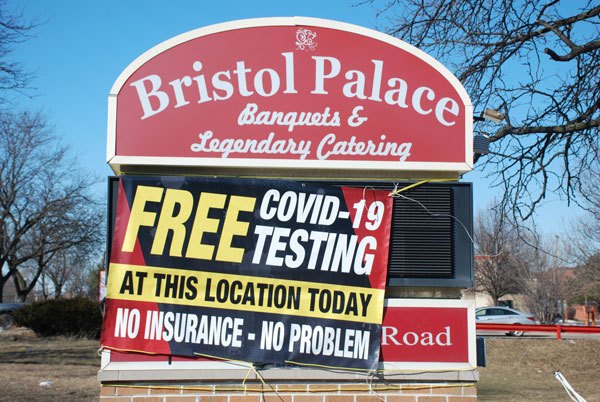 Bristol Palace
Banquets &
Legendary Catering
FREE COVID-19
TESTING
AT THIS LOCATION TODAY
NO INSURANCE - NO PROBLEM
Road